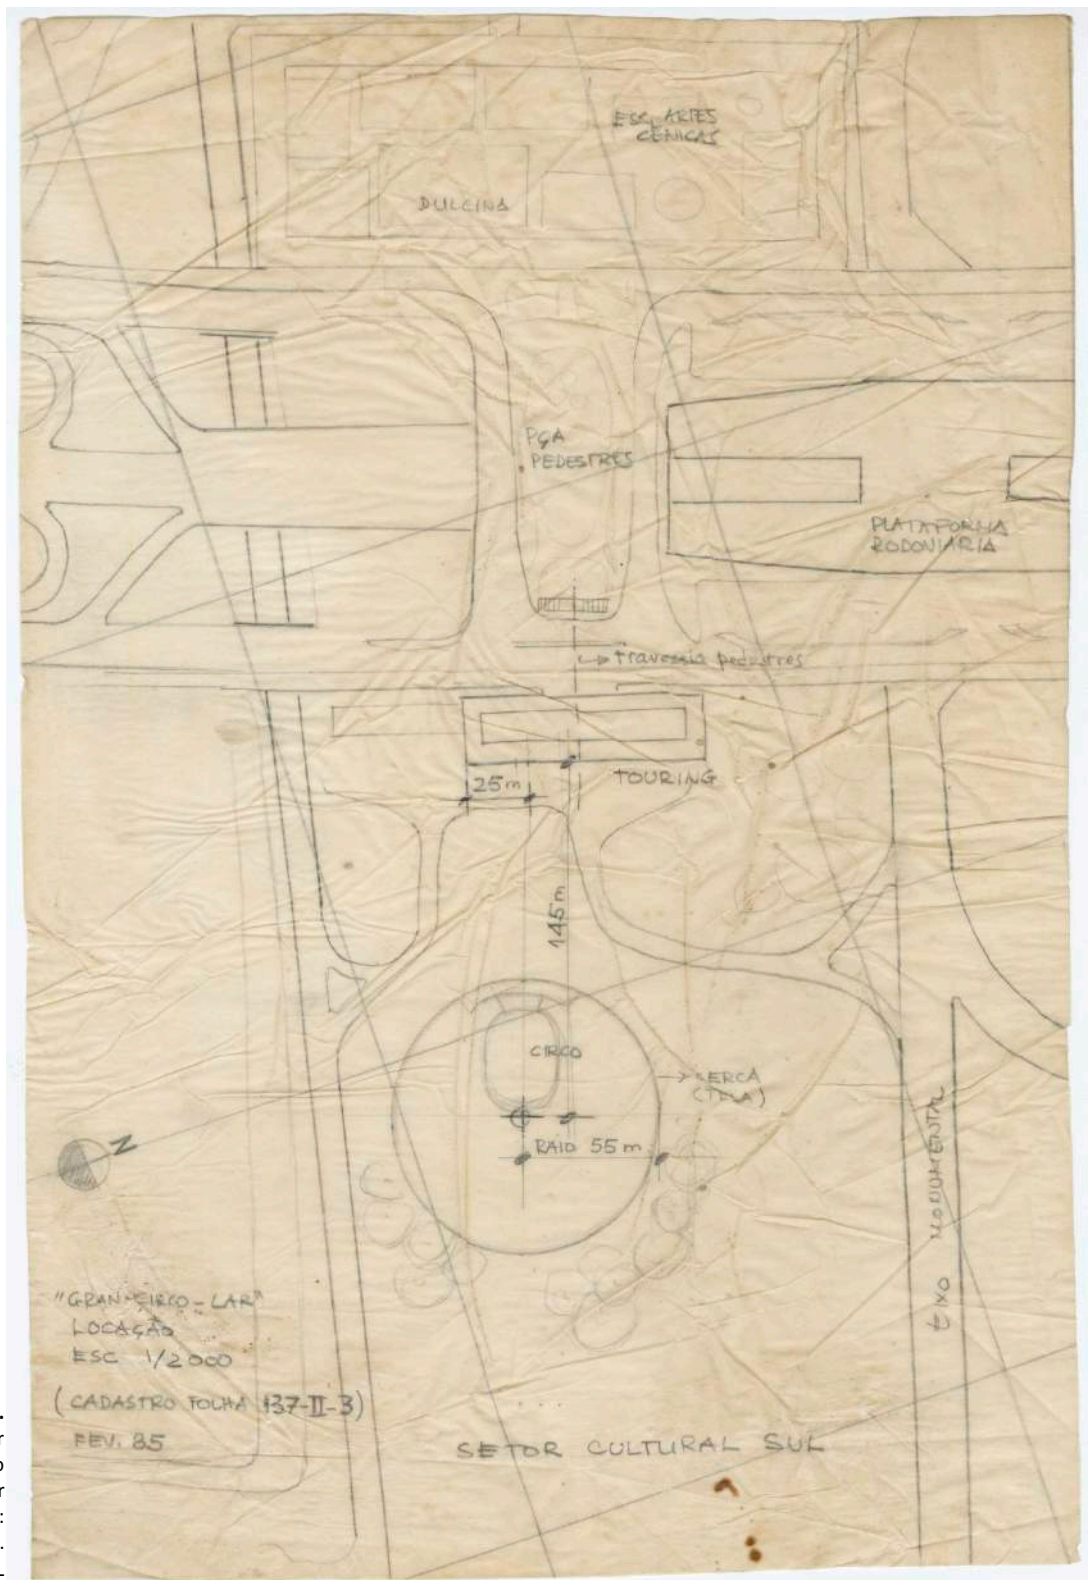 ESC. ARTES
CÊNICAS
DULCINA
PÇA
PEDESTRES
PLATAFORMA
RODOVIÁRIA
travessia pedestres
25m
TOURING
145m
CIRCO
CERCA
(TELA)
RAIO 55m
N
EIXO MONUMENTAL
"GRAN-CIRCO-LAR"
LOCAÇÃO
ESC 1/2000
(CADASTRO FOLHA 137-II-3)
FEV. 85
SETOR CULTURAL SUL